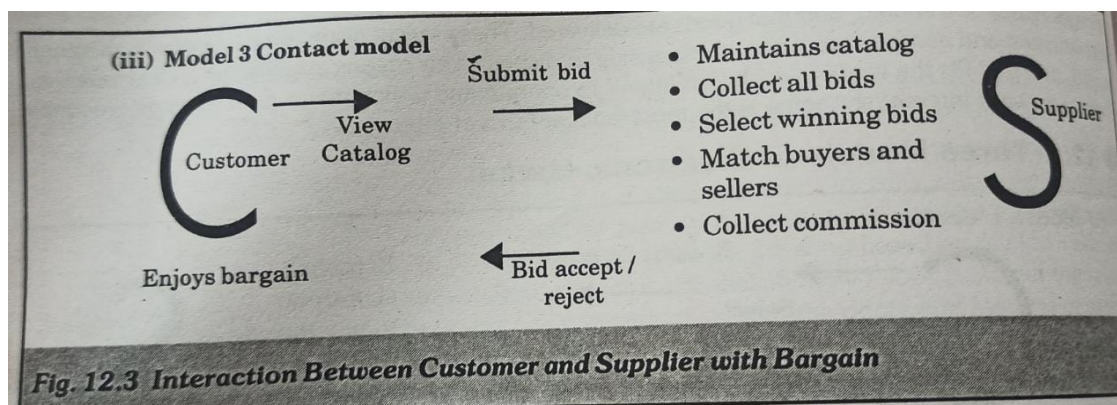 (iii) Model 3 Contact model
Customer
View
Catalog
Enjoys bargain
Submit bid
Bid accept /
reject
• Maintains catalog
• Collect all bids
• Select winning bids
• Match buyers and
sellers
• Collect commission
Supplier
Fig. 12.3 Interaction Between Customer and Supplier with Bargain